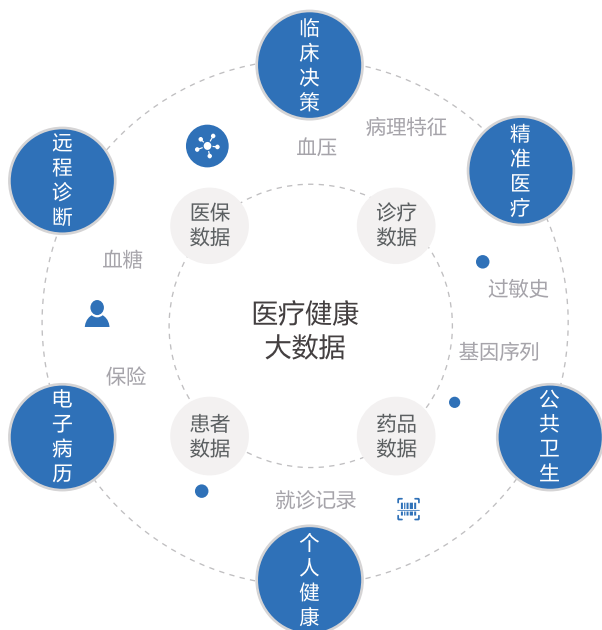 临
床
决
策
病理特征
血压
精
准
医
疗
远
程
诊
断
医保
数据
诊疗
数据
血糖
过敏史
医疗健康
大数据
基因序列
保险
电
子
病
历
患者
数据
药品
数据
公
共
卫
生
就诊记录
个
人
健
康